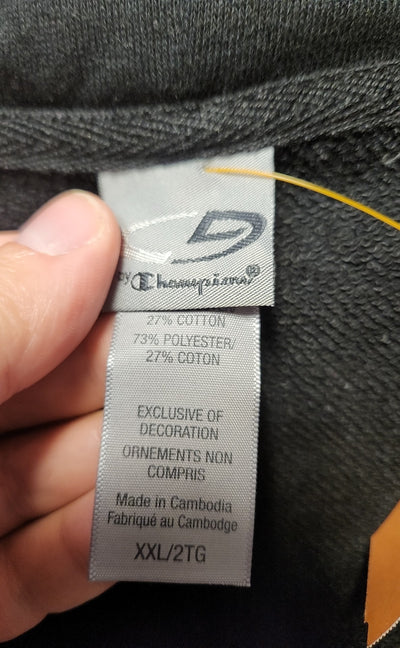 by Champion®
27% COTTON
73% POLYESTER/
27% COTON
EXCLUSIVE OF
DECORATION
ORNEMENTS NON
COMPRIS
Made in Cambodia
Fabriqué au Cambodge
XXL/2TG